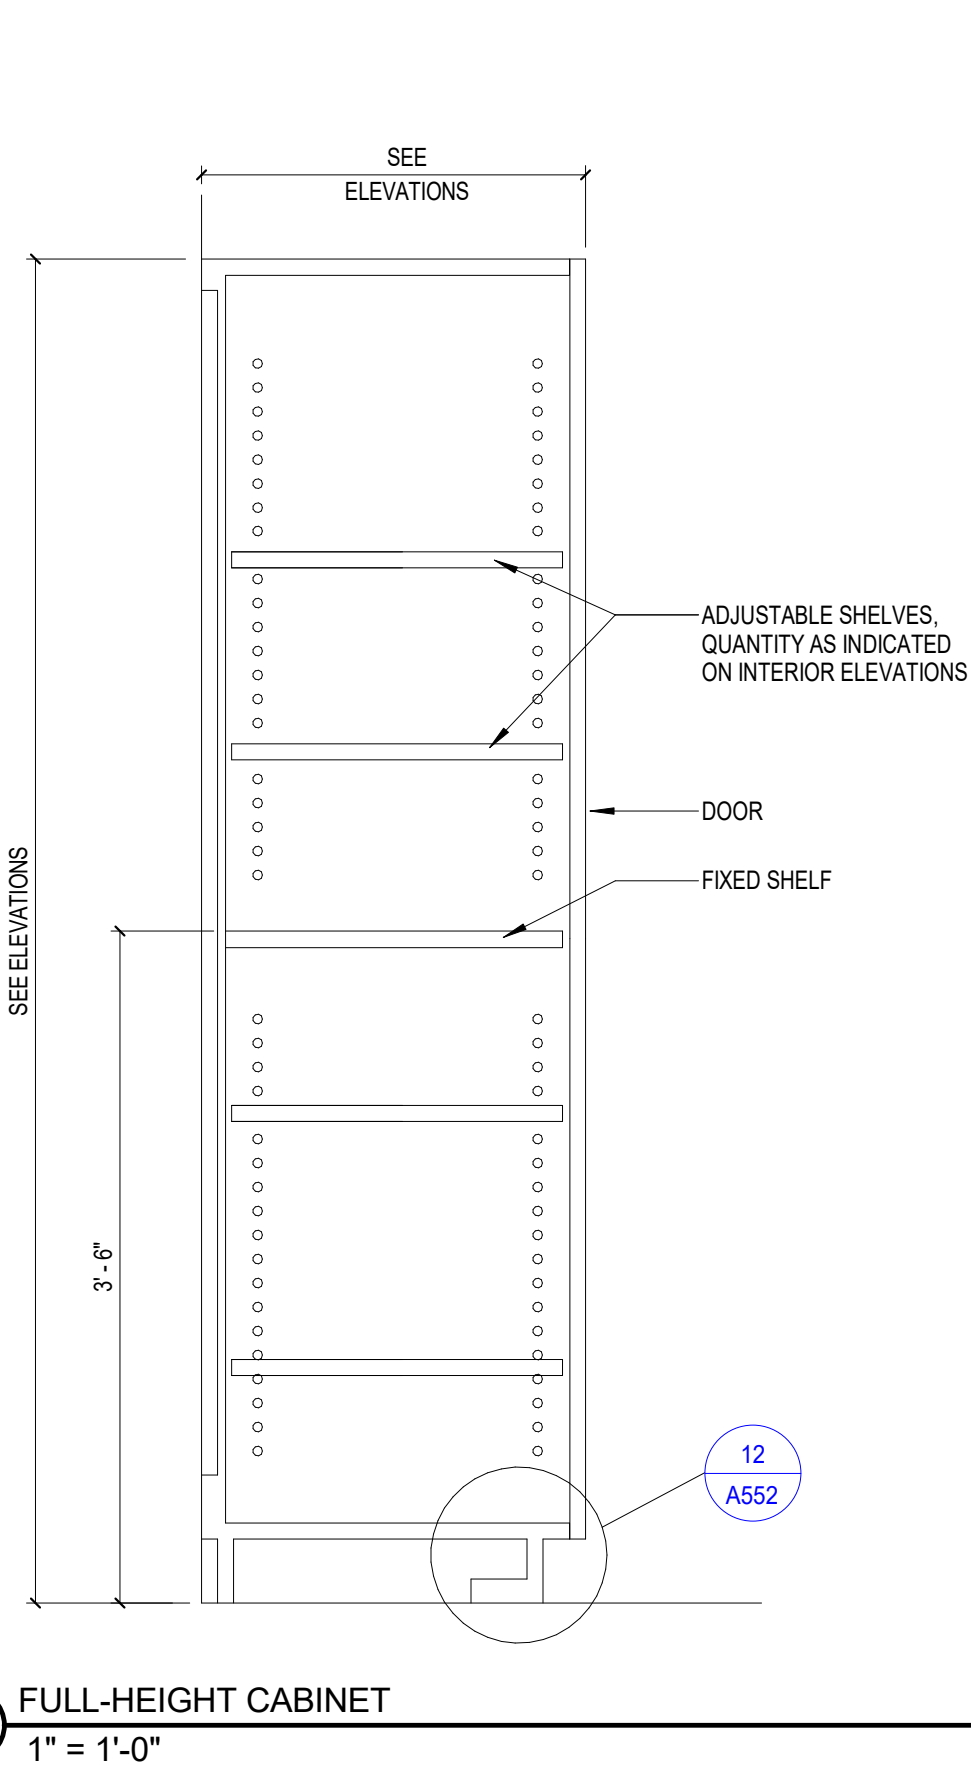 SEE
ELEVATIONS
ADJUSTABLE SHELVES,
QUANTITY AS INDICATED
ON INTERIOR ELEVATIONS
DOOR
FIXED SHELF
SEE ELEVATIONS
3' - 6"
12
A552
FULL-HEIGHT CABINET
1" = 1'-0"